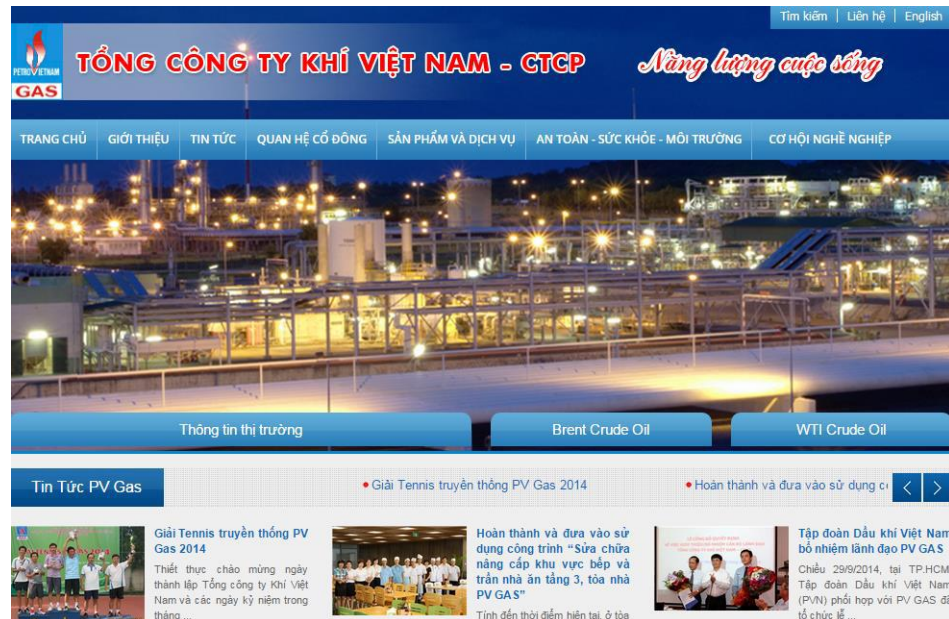 Tìm kiếm | Liên hệ | English
PETROVIETNAM
GAS
TỔNG CÔNG TY KHÍ VIỆT NAM - CTCP
Năng lượng cuộc sống
TRANG CHỦ GIỚI THIỆU TIN TỨC QUAN HỆ CỔ ĐÔNG SẢN PHẨM VÀ DỊCH VỤ AN TOÀN - SỨC KHỎE - MÔI TRƯỜNG CƠ HỘI NGHỀ NGHIỆP
Thông tin thị trường
Brent Crude Oil
WTI Crude Oil
Tin Tức PV Gas
Giải Tennis truyền thống PV Gas 2014
Hoàn thành và đưa vào sử dụng
Giải Tennis truyền thống PV
Gas 2014
Thiết thực chào mừng ngày
thành lập Tổng công ty Khí Việt
Nam và các ngày kỷ niệm trong
tháng ...
Hoàn thành và đưa vào sử
dụng công trình “Sửa chữa
nâng cấp khu vực bếp và
trần nhà ăn tầng 3, tòa nhà
PV GAS”
Tính đến thời điểm hiện tại, ở tòa
Tập đoàn Dầu khí Việt Nam
bổ nhiệm lãnh đạo PV GAS
Chiều 29/9/2014, tại TP.HCM
Tập đoàn Dầu khí Việt Nam
(PVN) phối hợp với PV GAS đã
tổ chức lễ ...